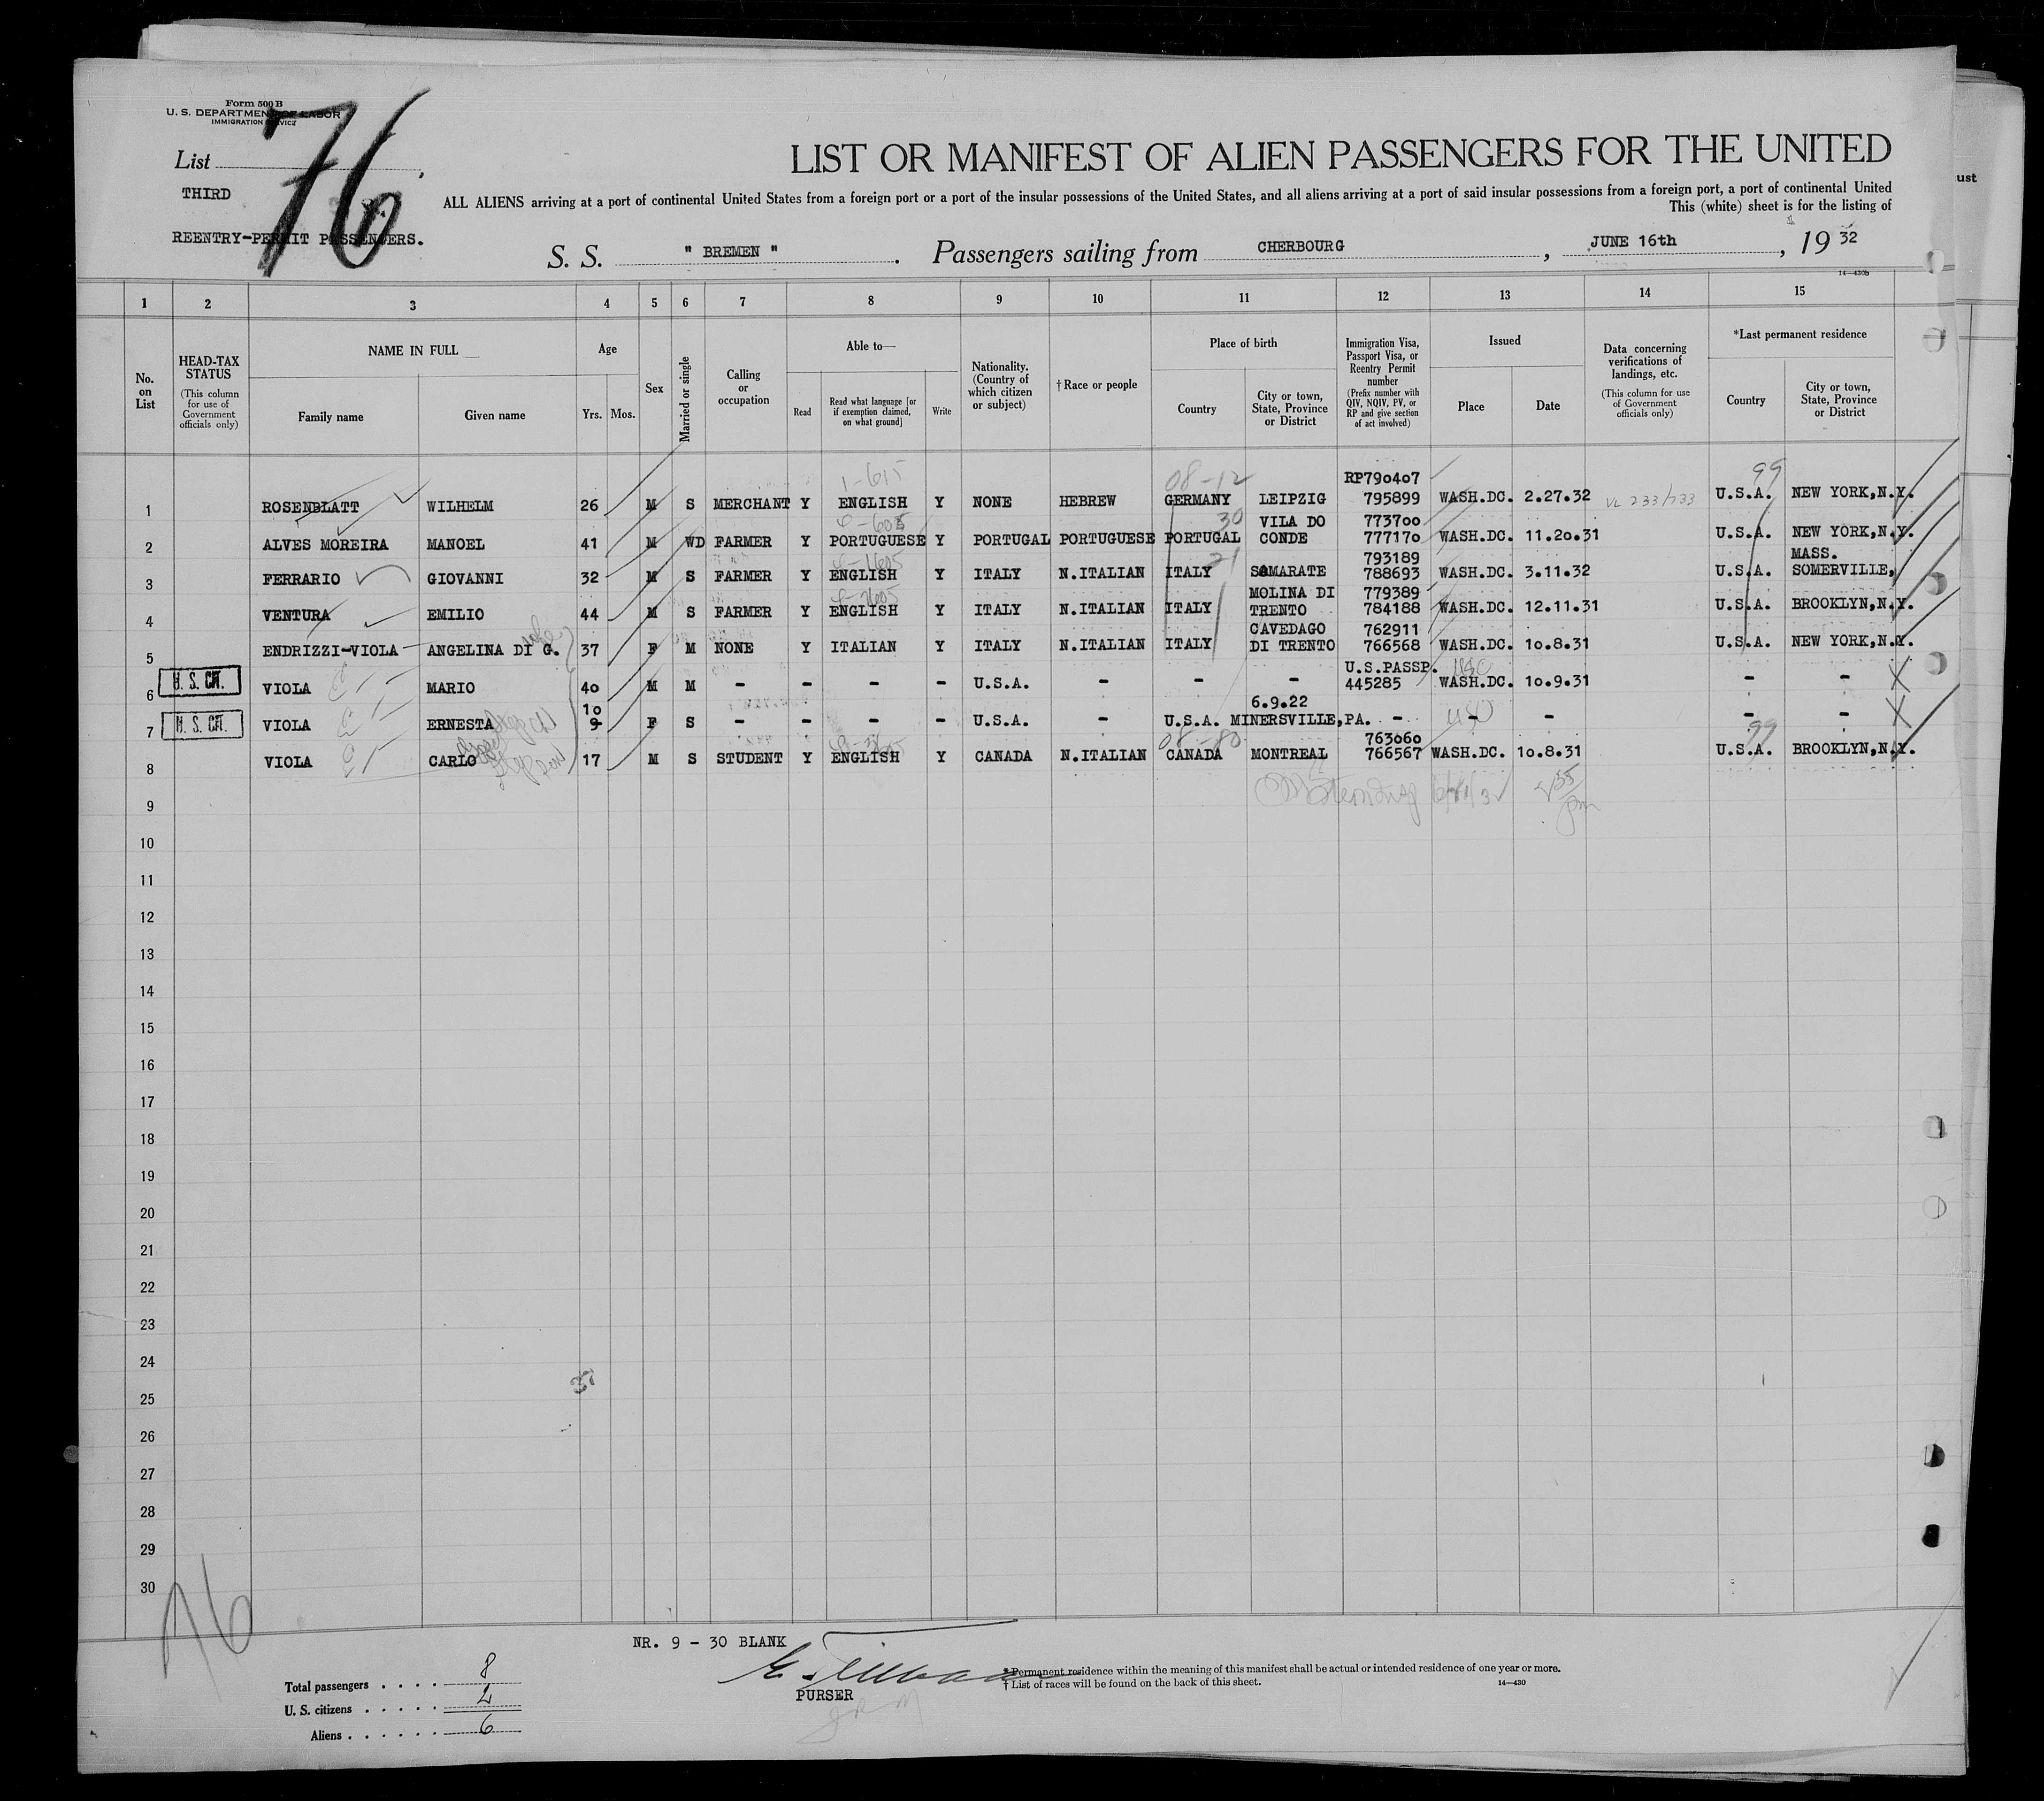 Form 500 B
U. S. DEPARTMENT OF LABOR
IMMIGRATION SERVICE
76
List
THIRD
REENTRY-PERMIT PASSENGERS.
LIST OR MANIFEST OF ALIEN PASSENGERS FOR THE UNITED
ALL ALIENS arriving at a port of continental United States from a foreign port or a port of the insular possessions of the United States, and all aliens arriving at a port of said insular possessions from a foreign port, a port of continental United
This (white) sheet is for the listing of
ust
S. S. " BREMEN ". Passengers sailing from CHERBOURG, JUNE 16th, 19 32
14—430b
1 2 3 4 5 6 7 8 9 10 11 12 13 14 15
No. on List
HEAD-TAX STATUS
(This column for use of Government officials only)
NAME IN FULL
Family name
Given name
Age
Yrs. Mos.
Sex
Married or single
Calling or occupation
Able to—
Read
Read what language [or if exemption claimed, on what ground]
Write
Nationality. (Country of which citizen or subject)
†Race or people
Place of birth
Country
City or town, State, Province or District
Immigration Visa, Passport Visa, or Reentry Permit number
(Prefix number with QIV, NQIV, PV, or RP and give section of act involved)
Issued
Place
Date
Data concerning verifications of landings, etc.
(This column for use of Government officials only)
*Last permanent residence
Country
City or town, State, Province or District
1-615 08-12 RP790407 99
1 ROSENBLATT WILHELM 26 M S MERCHANT Y ENGLISH Y NONE HEBREW GERMANY LEIPZIG 795899 WASH.DC. 2.27.32 VL 233/733 U.S.A. NEW YORK,N.Y.
30 VILA DO 773700
2 ALVES MOREIRA MANOEL 41 M WD FARMER Y PORTUGUESE Y PORTUGAL PORTUGUESE PORTUGAL CONDE 777170 WASH.DC. 11.20.31 U.S.A. NEW YORK,N.Y.
21 793189 MASS.
3 FERRARIO GIOVANNI 32 M S FARMER Y ENGLISH Y ITALY N.ITALIAN ITALY SAMARATE 788693 WASH.DC. 3.11.32 U.S.A. SOMERVILLE,
MOLINA DI 779389
4 VENTURA EMILIO 44 M S FARMER Y ENGLISH Y ITALY N.ITALIAN ITALY TRENTO 784188 WASH.DC. 12.11.31 U.S.A. BROOKLYN,N.Y.
wife CAVEDAGO 762911
5 ENDRIZZI-VIOLA ANGELINA DI G. 37 F M NONE Y ITALIAN Y ITALY N.ITALIAN ITALY DI TRENTO 766568 WASH.DC. 10.8.31 U.S.A. NEW YORK,N.Y.
U.S.PASSP.
U. S. CIT. 6 VIOLA MARIO 40 M M - - - - U.S.A. - - - 445285 WASH.DC. 10.9.31 - -
10 6.9.22
U. S. CIT. 7 VIOLA ERNESTA 9 F S - - - - U.S.A. - U.S.A. MINERSVILLE,PA. - - - - -
08-80 763060 99
8 VIOLA CARLO 17 M S STUDENT Y ENGLISH Y CANADA N.ITALIAN CANADA MONTREAL 766567 WASH.DC. 10.8.31 U.S.A. BROOKLYN,N.Y.
9
10
11
12
13
14
15
16
17
18
19
20
21
22
23
24
37
25
26
27
28
29
30
76
NR. 9 - 30 BLANK
PURSER
Total passengers . . . . 8
U. S. citizens . . . . . 2
Aliens . . . . . . 6
* Permanent residence within the meaning of this manifest shall be actual or intended residence of one year or more.
† List of races will be found on the back of this sheet.
14—430